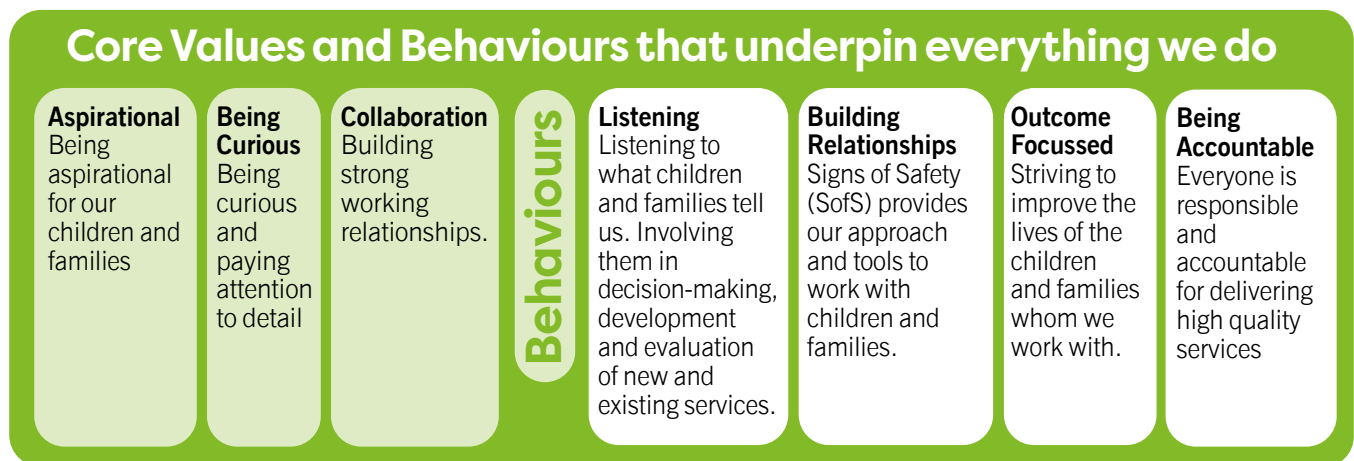 Core Values and Behaviours that underpin everything we do
Aspirational
Being
aspirational
for our
children and
families
Being
Curious
Being
curious
and
paying
attention
to detail
Collaboration
Building
strong
working
relationships.
Behaviours
Listening
Listening to
what children
and families tell
us. Involving
them in
decision-making,
development
and evaluation
of new and
existing services.
Building
Relationships
Signs of Safety
(SofS) provides
our approach
and tools to
work with
children and
families.
Outcome
Focussed
Striving to
improve the
lives of the
children
and families
whom we
work with.
Being
Accountable
Everyone is
responsible
and
accountable
for delivering
high quality
services